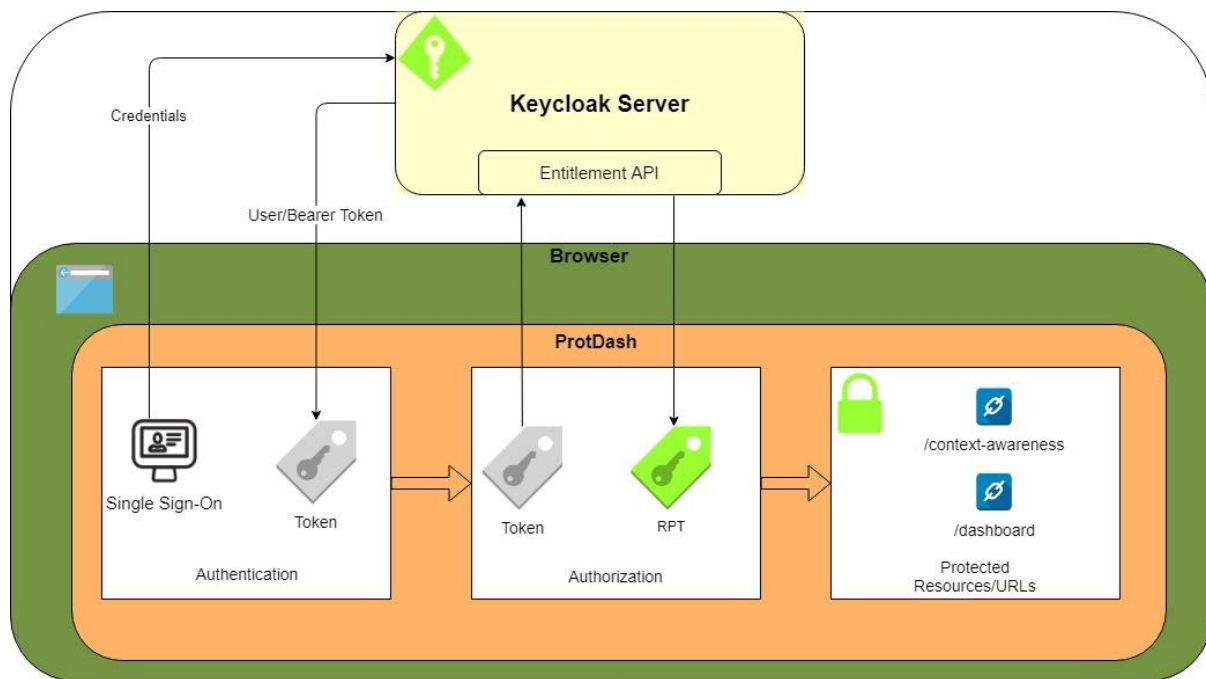 Keycloak Server
Credentials
Entitlement API
User/Bearer Token
Browser
ProtDash
Single Sign-On
Token
Authentication
Token
RPT
Authorization
/context-awareness
/dashboard
Protected
Resources/URLs